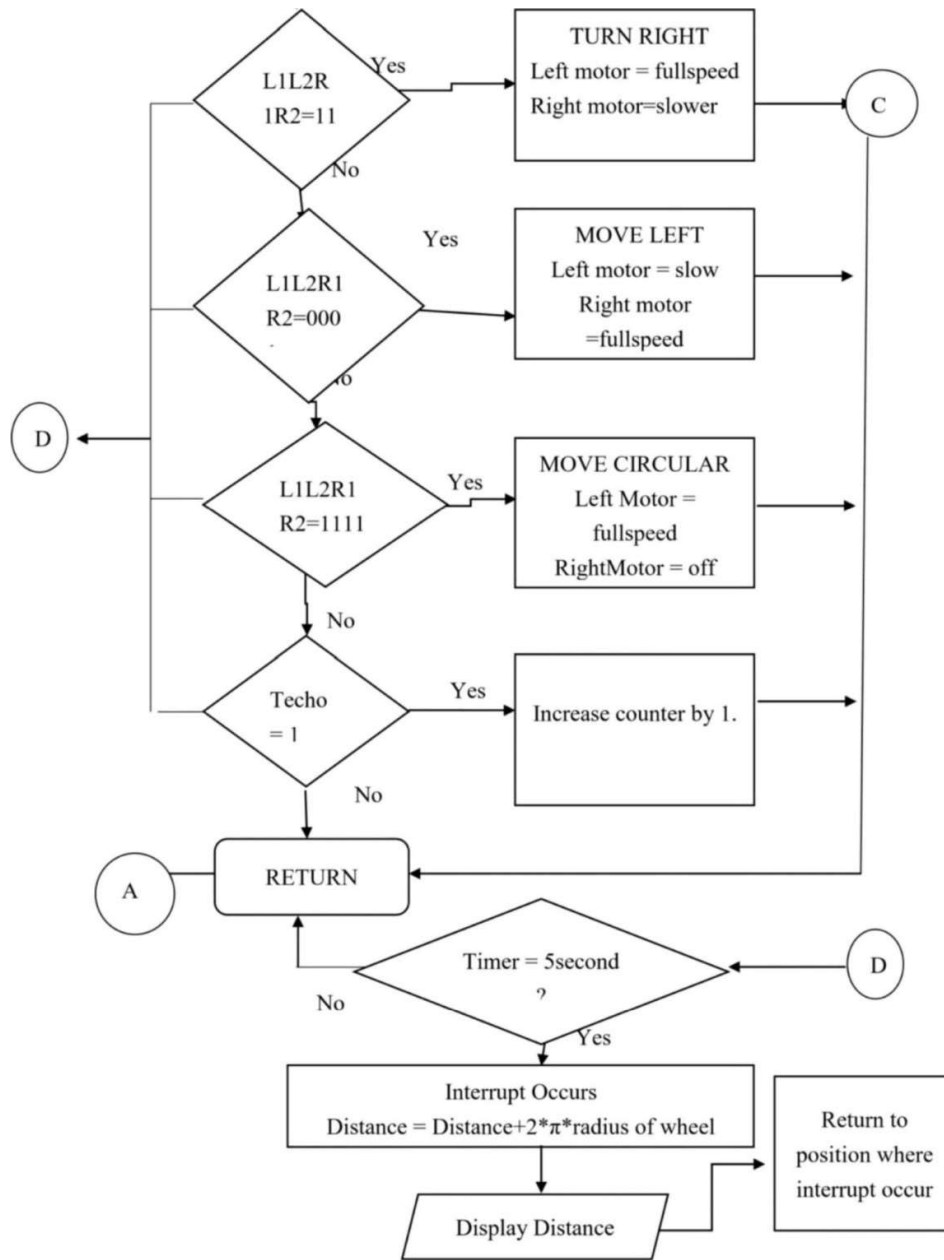 L1L2R
1R2=11
Yes
TURN RIGHT
Left motor = fullspeed
Right motor=slower
C
No
L1L2R1
R2=000
Yes
MOVE LEFT
Left motor = slow
Right motor
=fullspeed
No
D
L1L2R1
R2=1111
Yes
MOVE CIRCULAR
Left Motor =
fullspeed
RightMotor = off
No
Techo
= 1
Yes
Increase counter by 1.
No
A
RETURN
Timer = 5second
?
D
No
Yes
Interrupt Occurs
Distance = Distance+2*π*radius of wheel
Display Distance
Return to
position where
interrupt occur